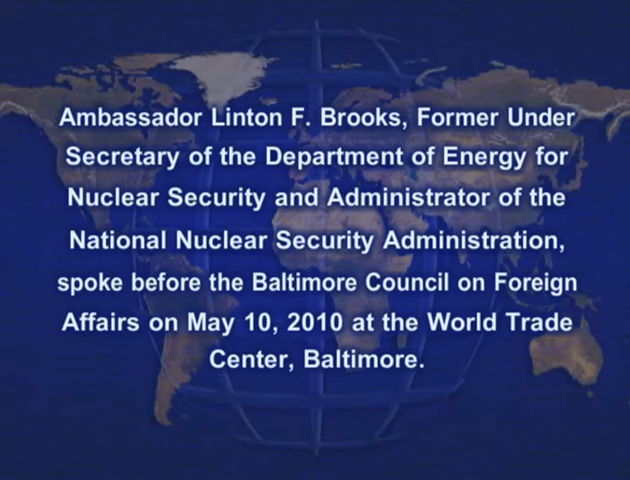 Ambassador Linton F. Brooks, Former Under
Secretary of the Department of Energy for
Nuclear Security and Administrator of the
National Nuclear Security Administration,
spoke before the Baltimore Council on Foreign
Affairs on May 10, 2010 at the World Trade
Center, Baltimore.